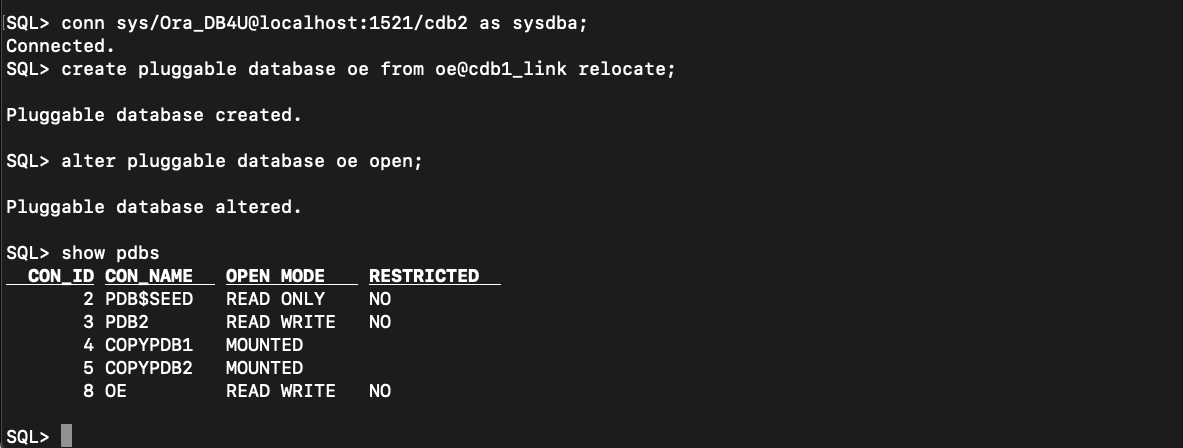 SQL> conn sys/Ora_DB4U@localhost:1521/cdb2 as sysdba;
Connected.
SQL> create pluggable database oe from oe@cdb1_link relocate;
Pluggable database created.
SQL> alter pluggable database oe open;
Pluggable database altered.
SQL> show pdbs
CON_ID CON_NAME OPEN MODE RESTRICTED
2 PDB$SEED READ ONLY NO
3 PDB2 READ WRITE NO
4 COPYPDB1 MOUNTED
5 COPYPDB2 MOUNTED
8 OE READ WRITE NO
SQL>